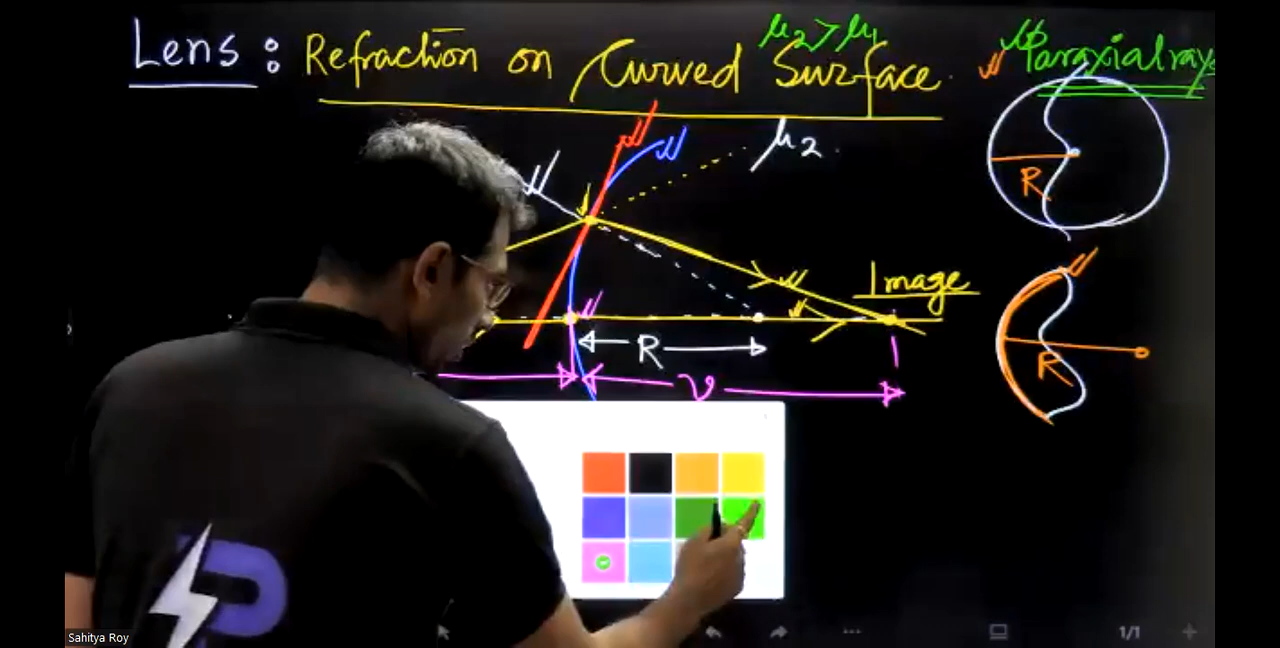 Lens : Refraction on Curved Surface
μ2 > μ1
Paraxial rays
μ2
R
Image
R
R
v
Sahitya Roy
1/1